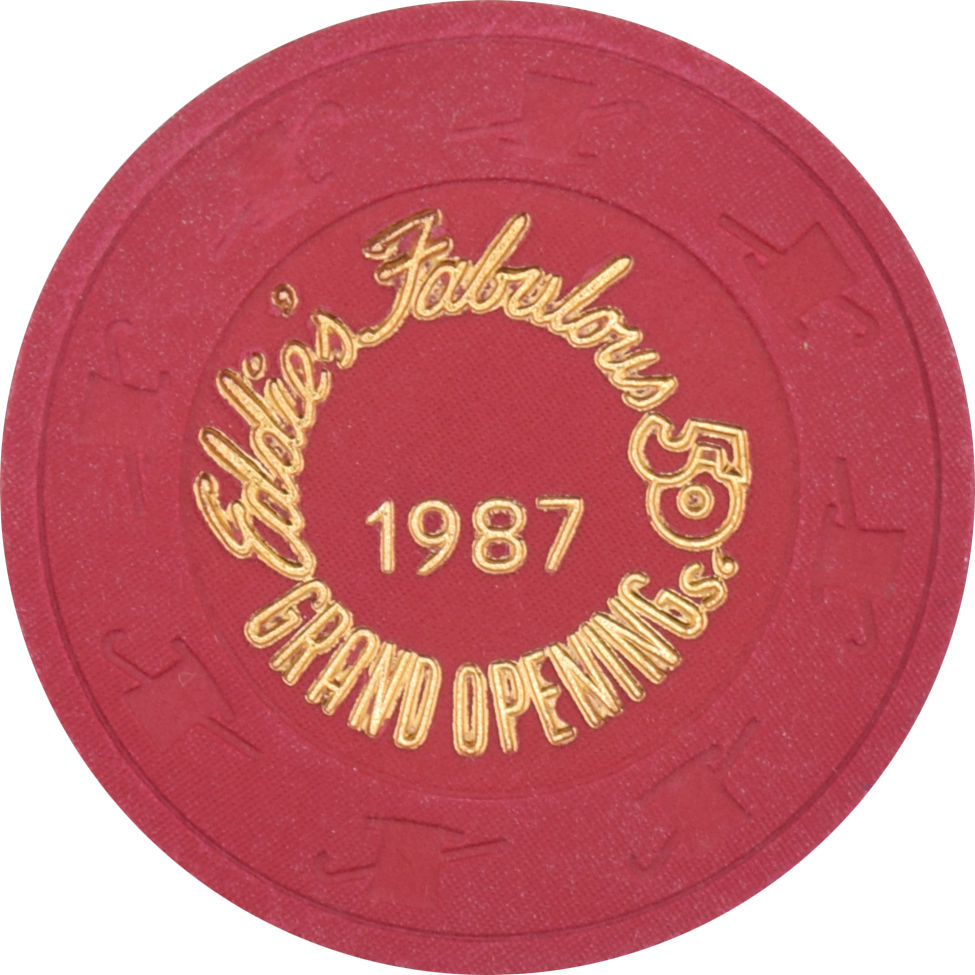 Eddie's' Fabulous 50's
1987
GRAND OPENING